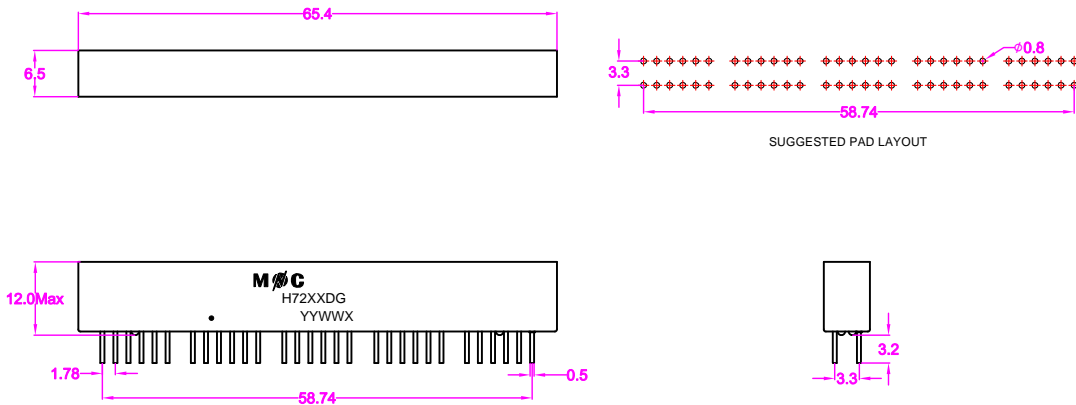 65.4
6.5
3.3
ϕ0.8
58.74
SUGGESTED PAD LAYOUT
12.0Max
MØC
H72XXDG
YYWWX
1.78
58.74
0.5
3.2
3.3